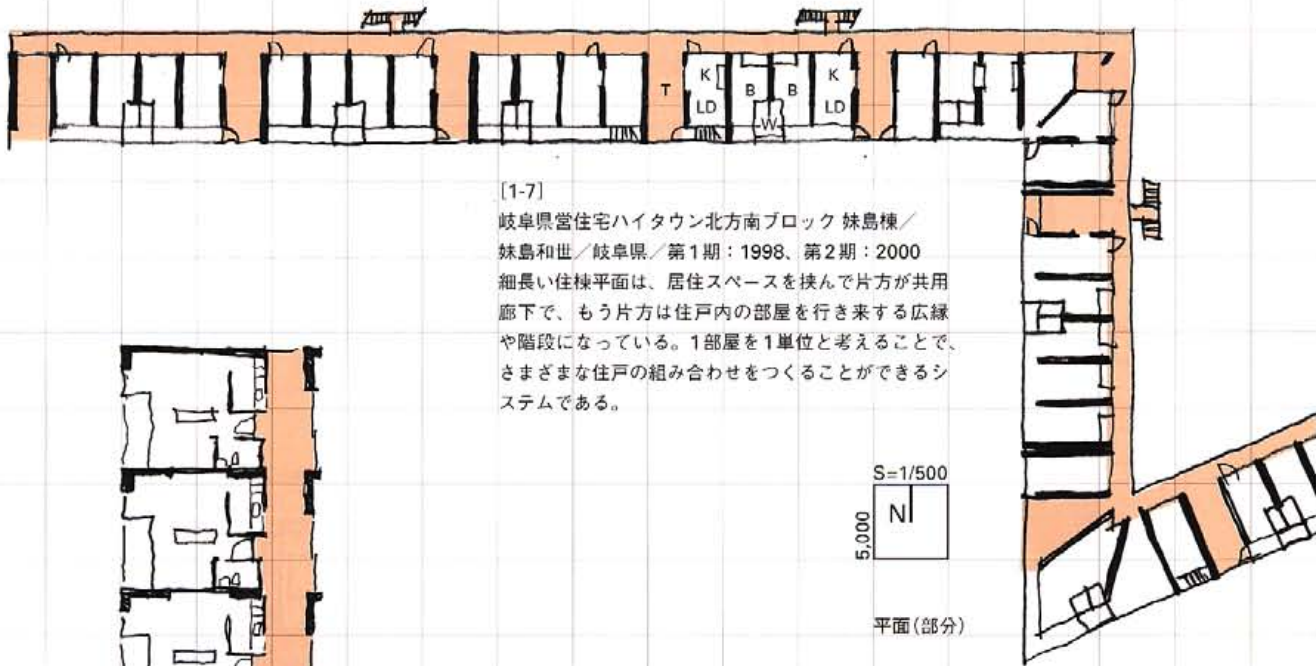 T
K
LD
B
B
W
K
LD
[1-7]
岐阜県営住宅ハイタウン北方南ブロック 妹島棟／
妹島和世／岐阜県／第1期：1998、第2期：2000
細長い住棟平面は、居住スペースを挟んで片方が共用
廊下で、もう片方は住戸内の部屋を行き来する広縁
や階段になっている。1部屋を1単位と考えることで、
さまざまな住戸の組み合わせをつくることができるシ
ステムである。
S=1/500
5,000
N
平面（部分）